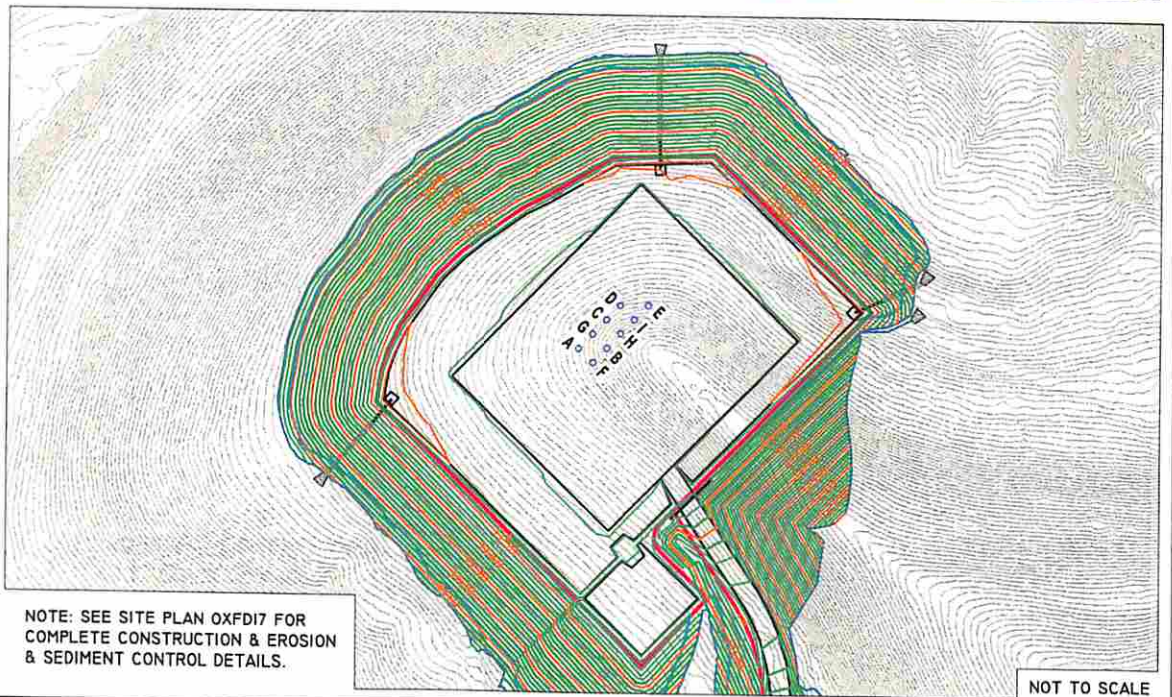 D
C
G
A
E
I
H
B
F
NOTE: SEE SITE PLAN OXFD17 FOR
COMPLETE CONSTRUCTION & EROSION
& SEDIMENT CONTROL DETAILS.
NOT TO SCALE